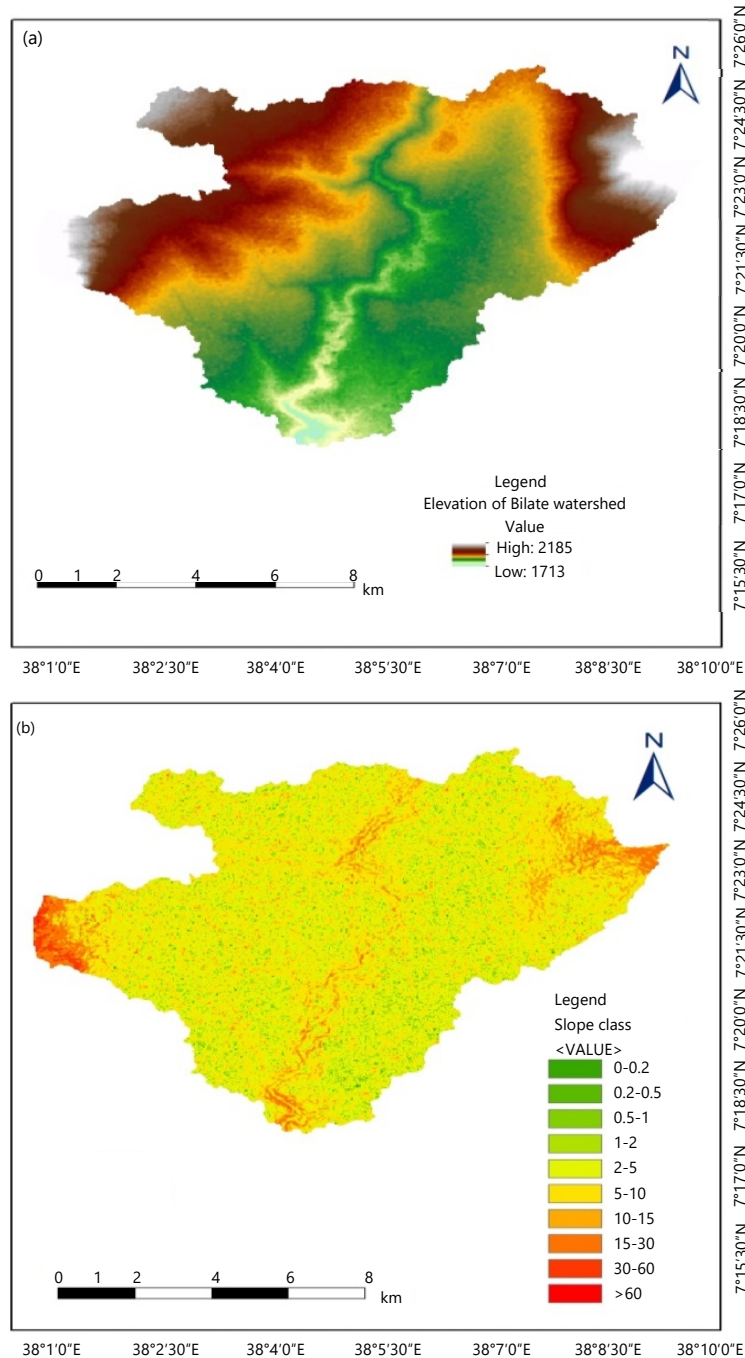 (a)
N
7°26′0″N
7°24′30″N
7°23′0″N
7°21′30″N
7°20′0″N
7°18′30″N
7°17′0″N
7°15′30″N
Legend
Elevation of Bilate watershed
Value
High: 2185
Low: 1713
0 2 4 6 8
km
38°1′0″E 38°2′30″E 38°4′0″E 38°5′30″E 38°7′0″E 38°8′30″E 38°10′0″E
(b)
N
7°26′0″N
7°24′30″N
7°23′0″N
7°21′30″N
7°20′0″N
7°18′30″N
7°17′0″N
7°15′30″N
Legend
Slope class
<VALUE>
0-0.2
0.2-0.5
0.5-1
1-2
2-5
5-10
10-15
15-30
30-60
>60
0 1 2 4 6 8
km
38°1′0″E 38°2′30″E 38°4′0″E 38°5′30″E 38°7′0″E 38°8′30″E 38°10′0″E